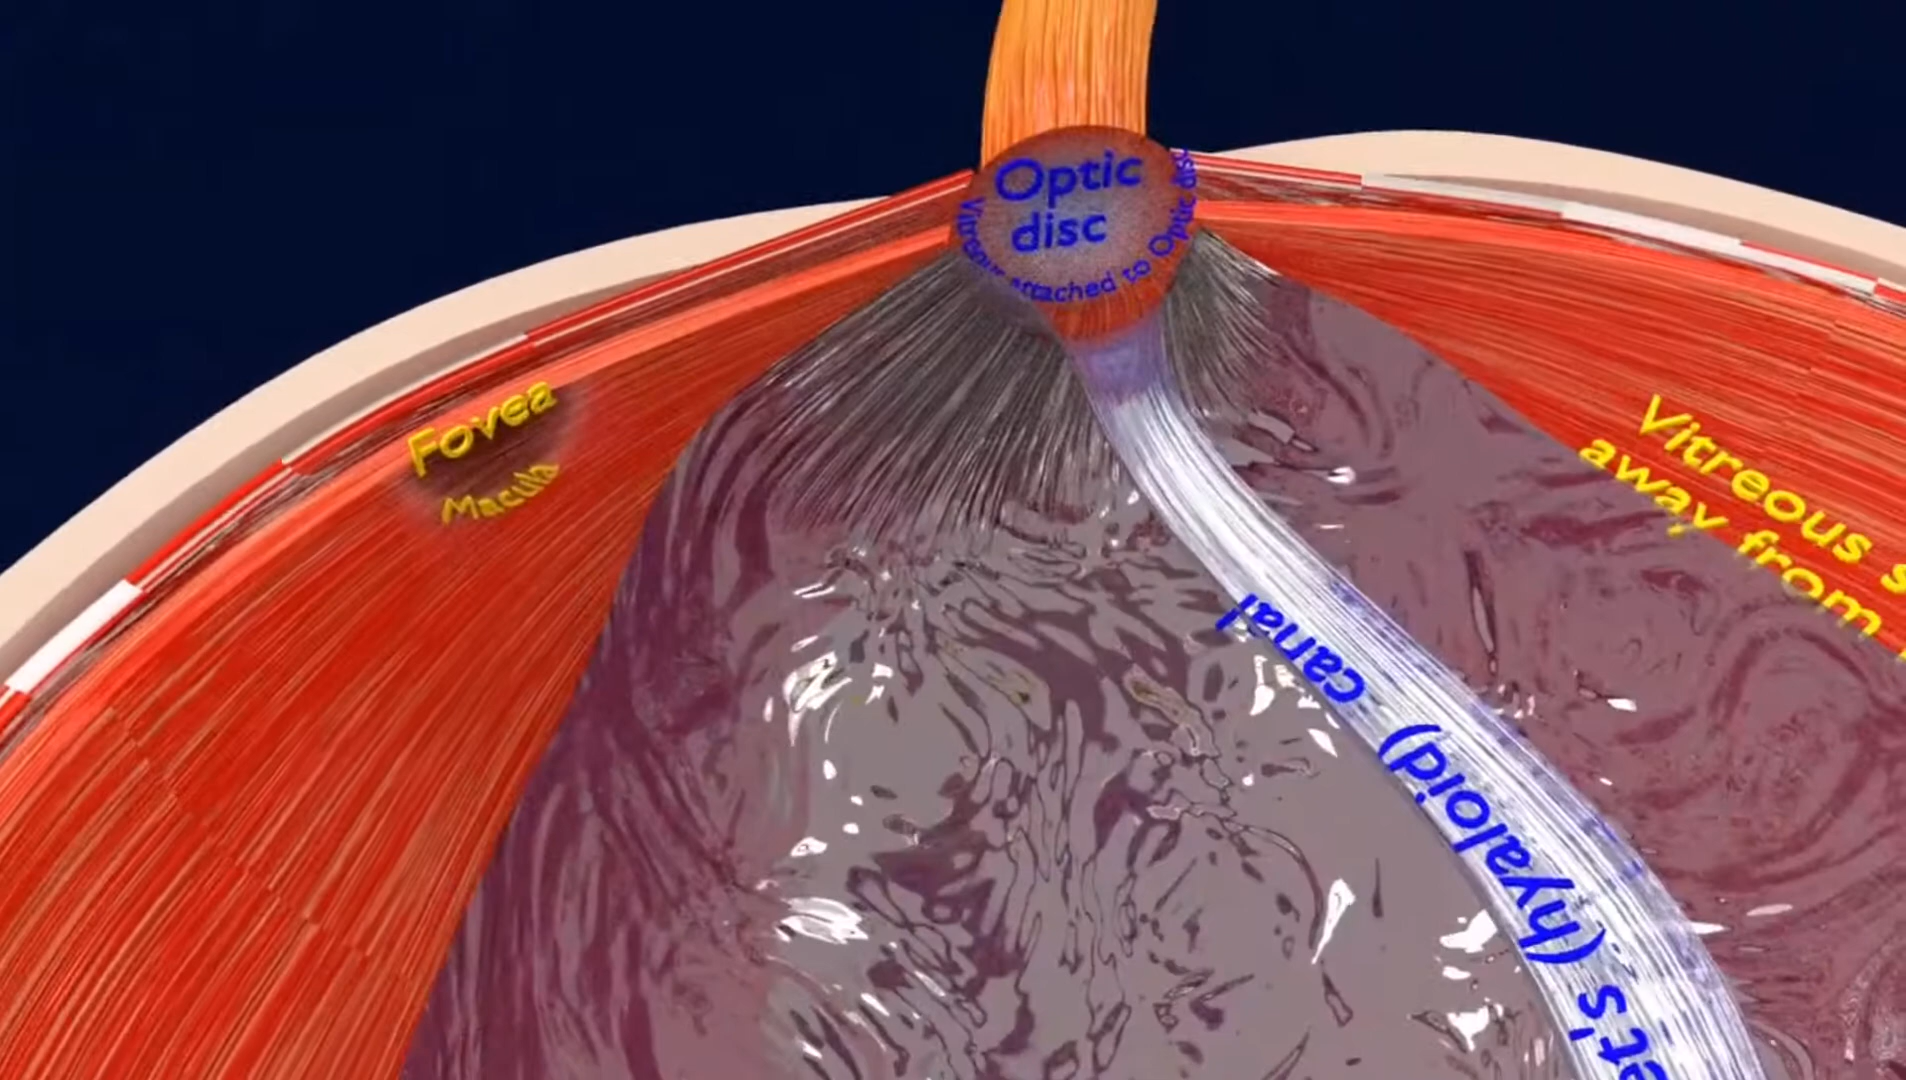 Optic
disc
Vitreous attached to Optic disc
Fovea
Macula
Vitreous
away from
et's (hyaloid) canal